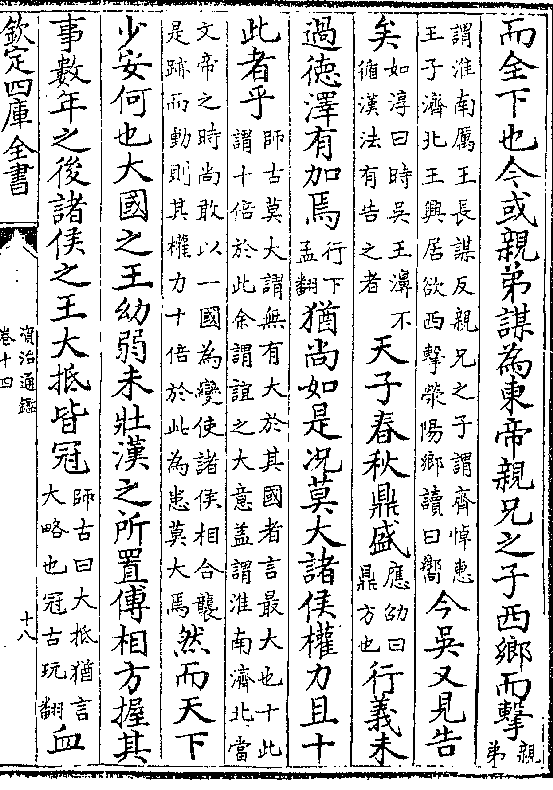 而全下也今或親弟謀為東帝親兄之子西鄉而擊親弟
謂淮南厲王長謀反親兄之子謂齊悼惠
王子濟北王興居欲西擊滎陽鄉讀曰嚮
今吳又見告
矣
如淳曰時吳王濞不
循漢法有告之者
天子春秋鼎盛
應劭曰
鼎方也
行義未
過德澤有加焉
行下
孟翻
猶尚如是况莫大諸侯權力且十
此者乎
師古莫大謂無有大於其國者言最大也十此
謂十倍於此余謂誼之大意蓋謂淮南濟北當
文帝之時尚敢以一國為變使諸侯相合襲
是跡而動則其權力十倍於此為患莫大焉
然而天下
少安何也大國之王幼弱未壯漢之所置傅相方握其
事數年之後諸侯之王大抵皆冠
師古曰大抵猶言
大略也冠古玩翻
血
欽定四庫全書
資治通鑑
卷十四
十八